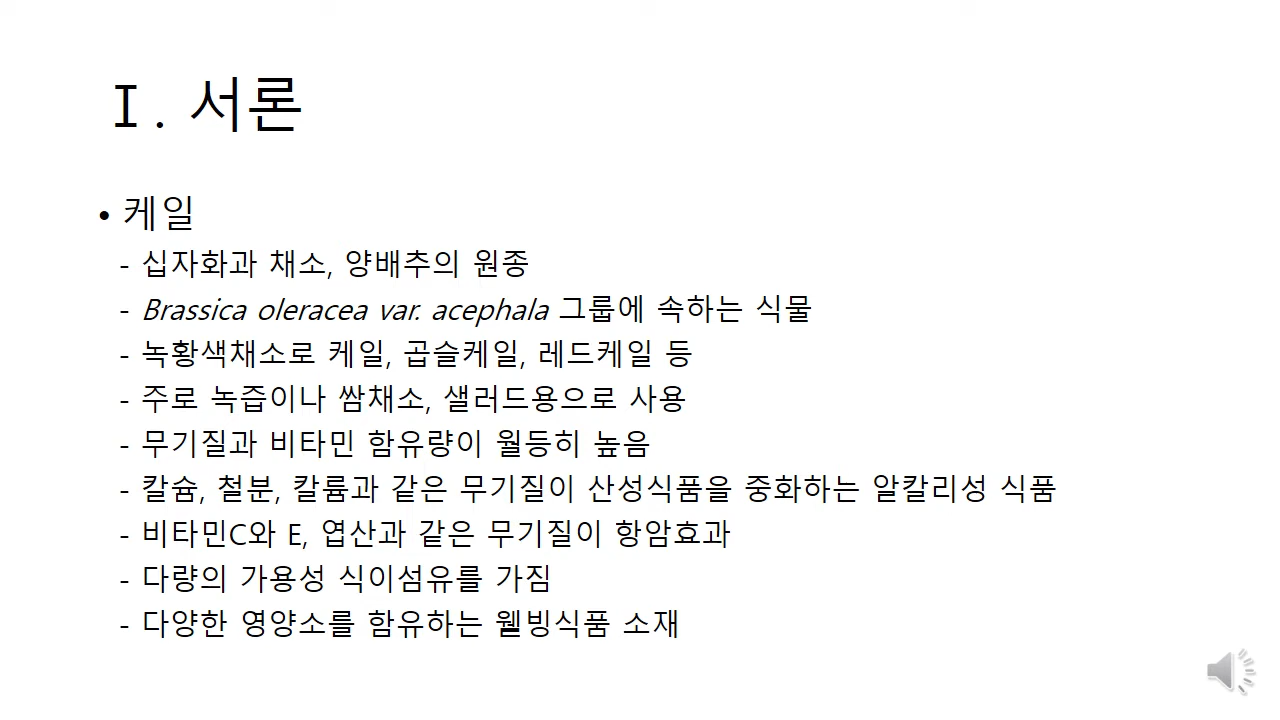 Ⅰ. 서론
• 케일
- 십자화과 채소, 양배추의 원종
- Brassica oleracea var. acephala 그룹에 속하는 식물
- 녹황색채소로 케일, 곱슬케일, 레드케일 등
- 주로 녹즙이나 쌈채소, 샐러드용으로 사용
- 무기질과 비타민 함유량이 월등히 높음
- 칼슘, 철분, 칼륨과 같은 무기질이 산성식품을 중화하는 알칼리성 식품
- 비타민C와 E, 엽산과 같은 무기질이 항암효과
- 다량의 가용성 식이섬유를 가짐
- 다양한 영양소를 함유하는 웰빙식품 소재